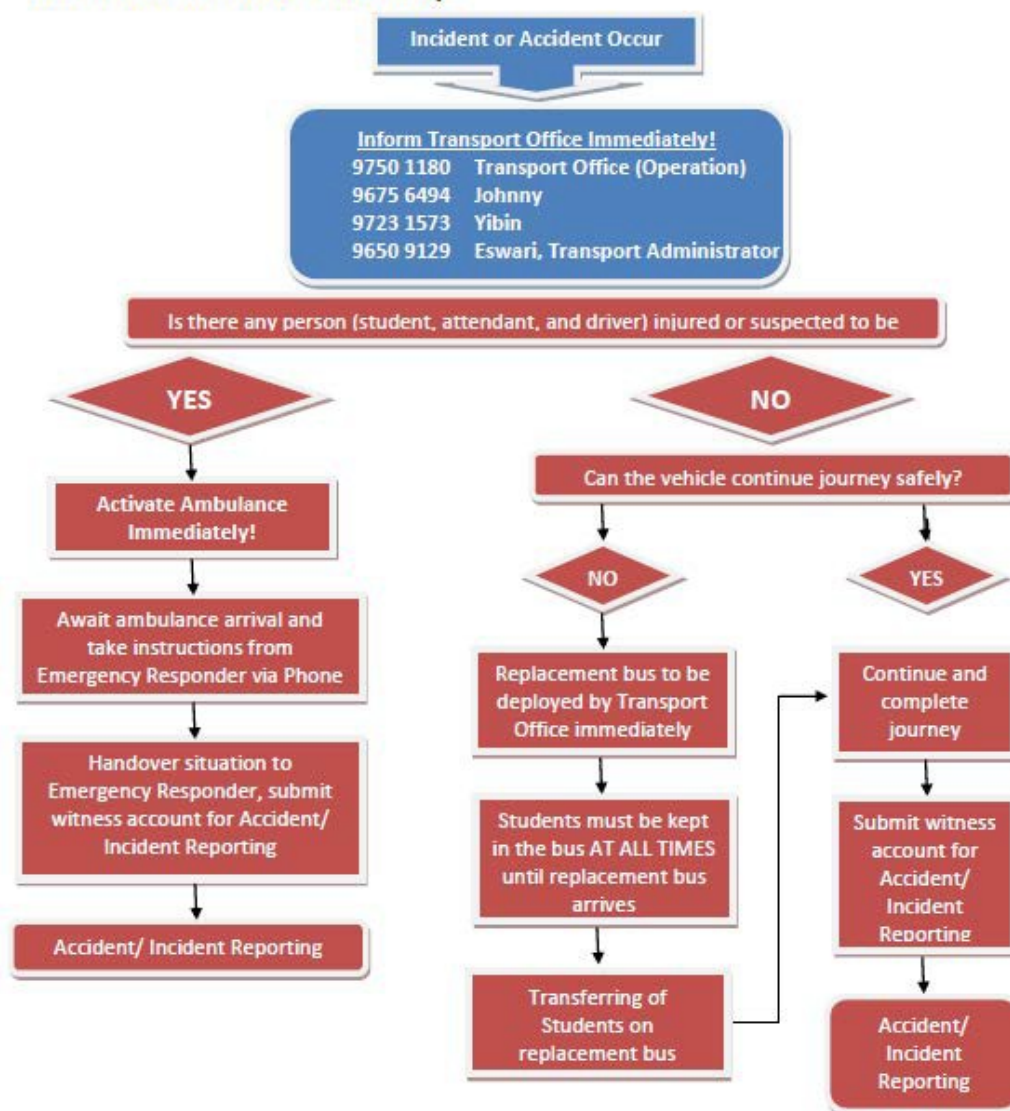 Incident or Accident Occur
Inform Transport Office Immediately!
9750 1180 Transport Office (Operation)
9675 6494 Johnny
9723 1573 Yibin
9650 9129 Eswari, Transport Administrator
Is there any person (student, attendant, and driver) injured or suspected to be
YES
Activate Ambulance
Immediately!
Await ambulance arrival and
take instructions from
Emergency Responder via Phone
Handover situation to
Emergency Responder, submit
witness account for Accident/
Incident Reporting
Accident/ Incident Reporting
NO
Can the vehicle continue journey safely?
NO
Replacement bus to be
deployed by Transport
Office immediately
Students must be kept
in the bus AT ALL TIMES
until replacement bus
arrives
Transferring of
Students on
replacement bus
YES
Continue and
complete
journey
Submit witness
account for
Accident/
Incident
Reporting
Accident/
Incident
Reporting